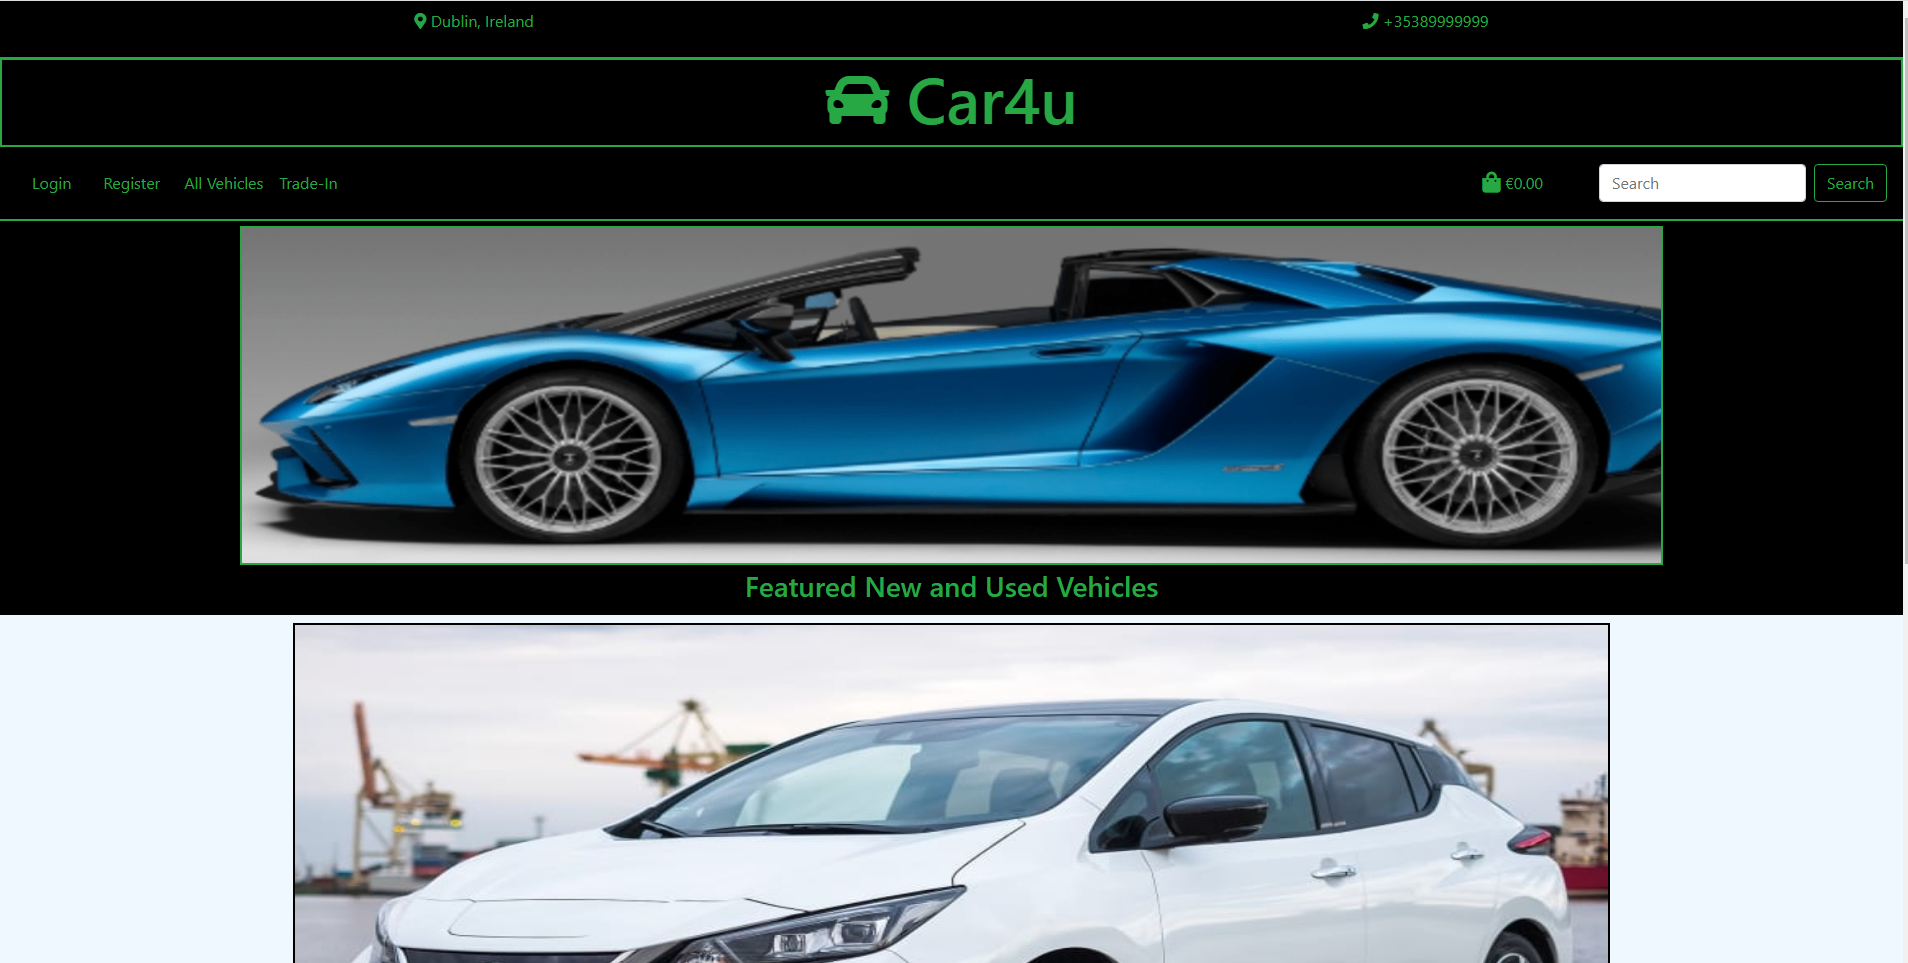 Dublin, Ireland
+35389999999
Car4u
Login Register All Vehicles Trade-In €0.00 Search Search
Featured New and Used Vehicles